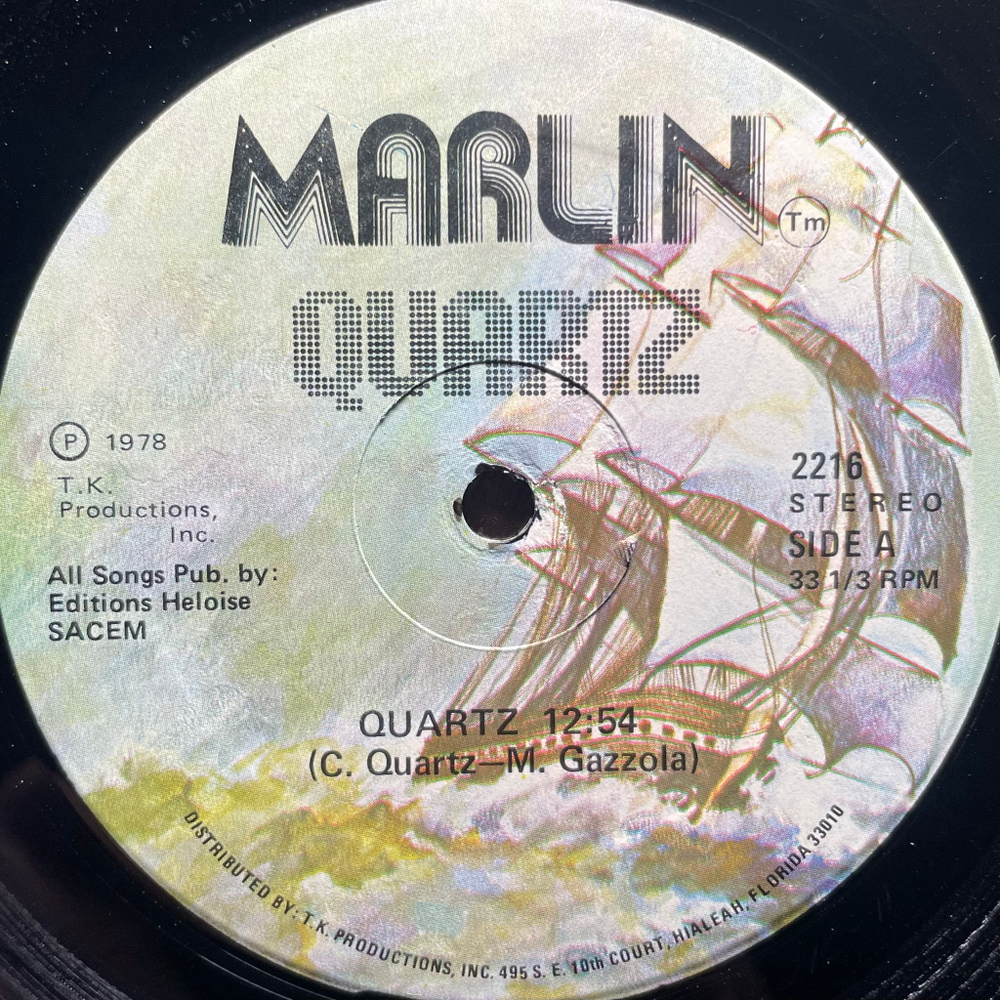 MARLIN Tm
QUARTZ
Ⓟ 1978
T.K.
Productions,
Inc.
All Songs Pub. by:
Editions Heloise
SACEM
2216
STEREO
SIDE A
33 1/3 RPM
QUARTZ 12:54
(C. Quartz—M. Gazzola)
DISTRIBUTED BY: T.K. PRODUCTIONS, INC. 495 S. E. 10th COURT, HIALEAH, FLORIDA 33010